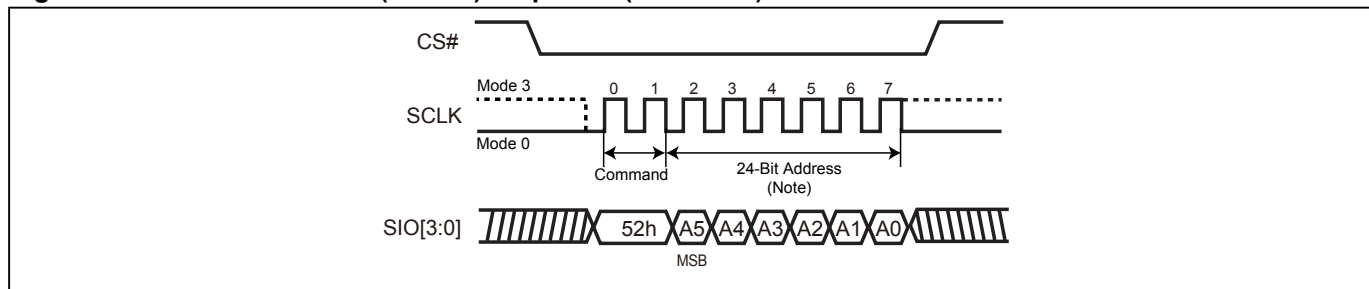 CS#
Mode 3
0 1 2 3 4 5 6 7
SCLK
Mode 0
Command
24-Bit Address
(Note)
SIO[3:0]
52h A5 A4 A3 A2 A1 A0
MSB